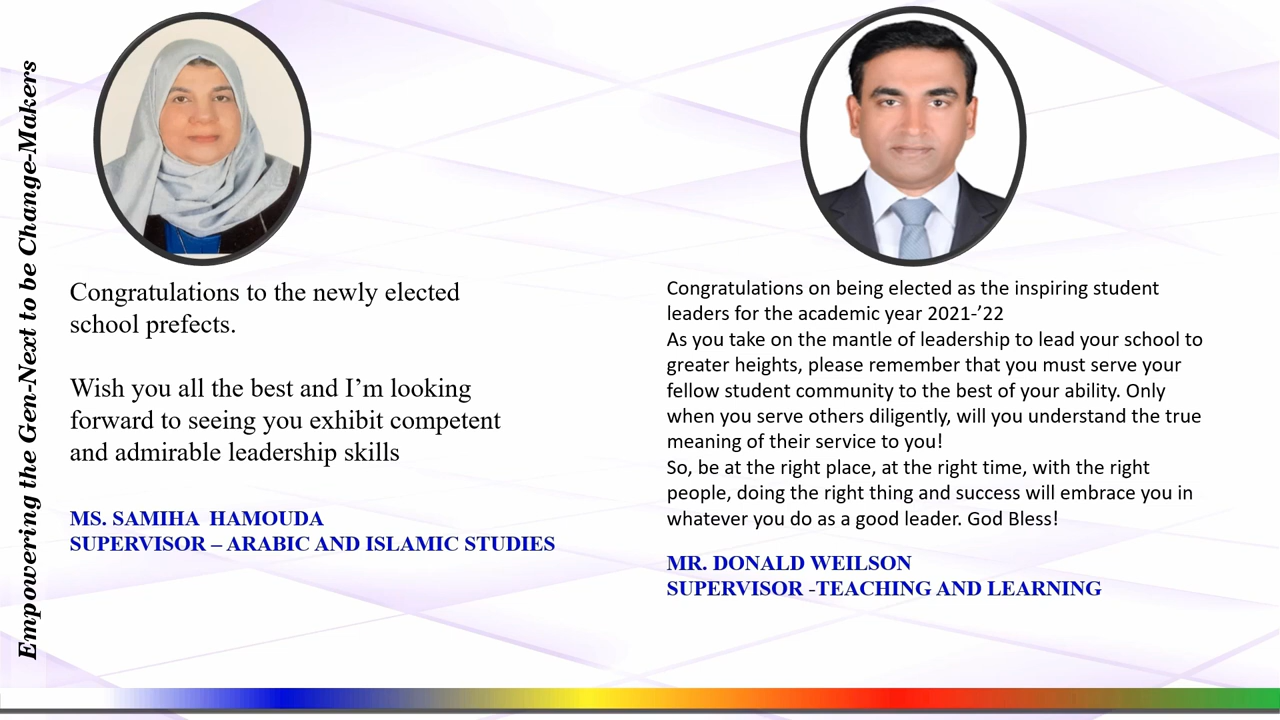 Empowering the Gen-Next to be Change-Makers
Congratulations to the newly elected
school prefects.
Wish you all the best and I’m looking
forward to seeing you exhibit competent
and admirable leadership skills
MS. SAMIHA HAMOUDA
SUPERVISOR – ARABIC AND ISLAMIC STUDIES
Congratulations on being elected as the inspiring student
leaders for the academic year 2021-’22
As you take on the mantle of leadership to lead your school to
greater heights, please remember that you must serve your
fellow student community to the best of your ability. Only
when you serve others diligently, will you understand the true
meaning of their service to you!
So, be at the right place, at the right time, with the right
people, doing the right thing and success will embrace you in
whatever you do as a good leader. God Bless!
MR. DONALD WEILSON
SUPERVISOR -TEACHING AND LEARNING